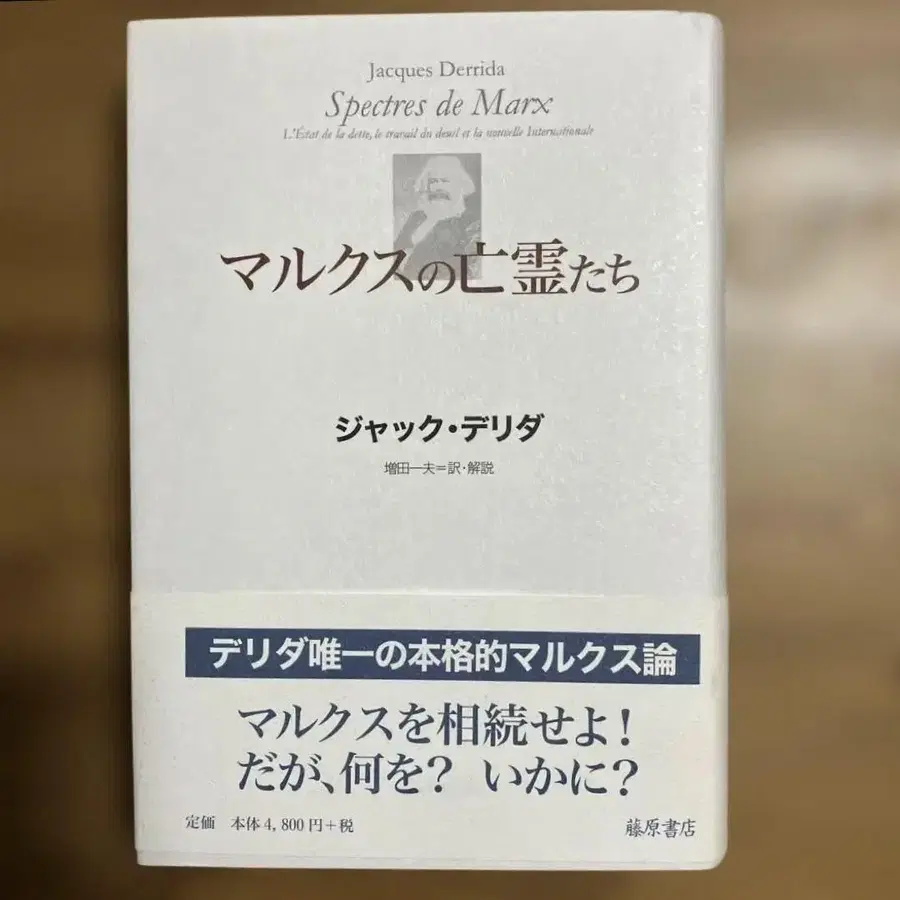 Jacques Derrida
Spectres de Marx
L'État de la dette, le travail du deuil et la nouvelle Internationale
マルクスの亡霊たち
ジャック・デリダ
増田一夫=訳・解説
デリダ唯一の本格的マルクス論
マルクスを相続せよ!
だが、何を? いかに?
定価 本体4,800円+税
藤原書店